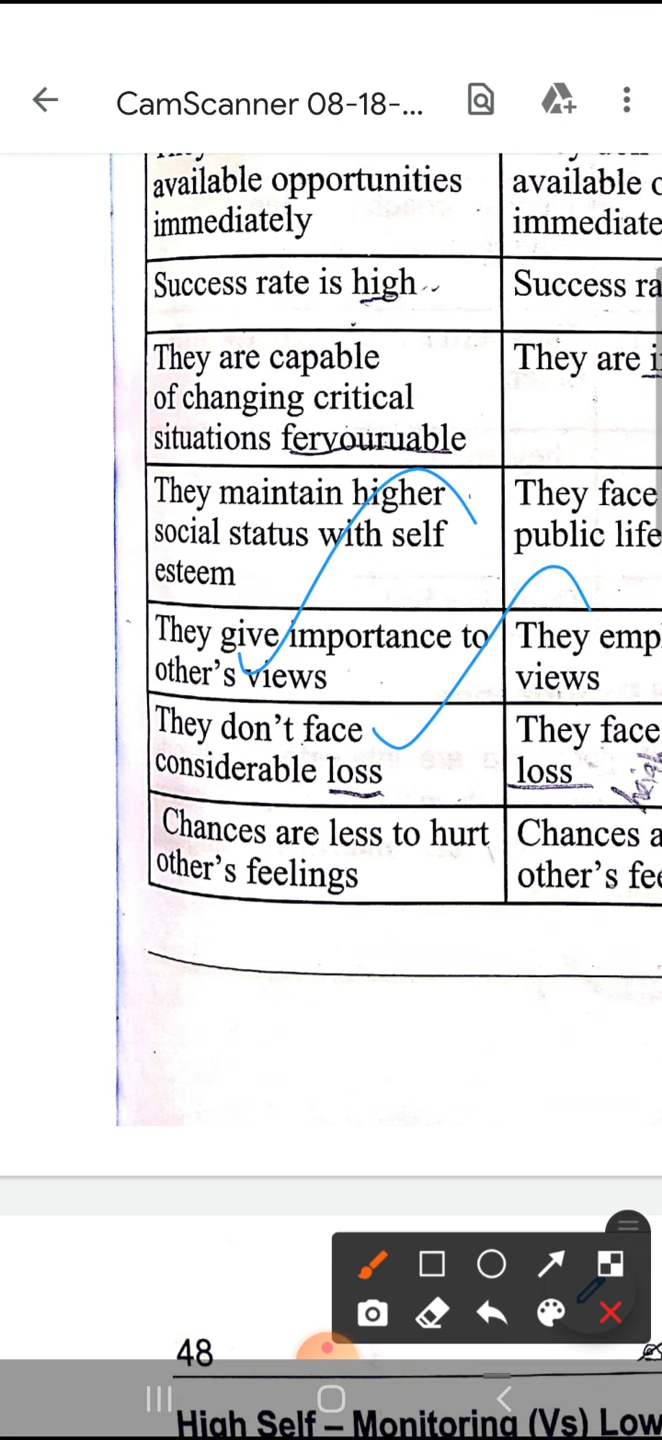 CamScanner 08-18-...
available opportunities
immediately
available
immediate
Success rate is high
Success ra
They are capable
of changing critical
situations fervouruable
They are
They maintain higher
social status with self
esteem
They face
public life
They give importance to
other's views
They emp
views
They don't face
considerable loss
They face
loss
Chances are less to hurt
other's feelings
Chances a
other's fee
48
High Self – Monitoring (Vs) Low